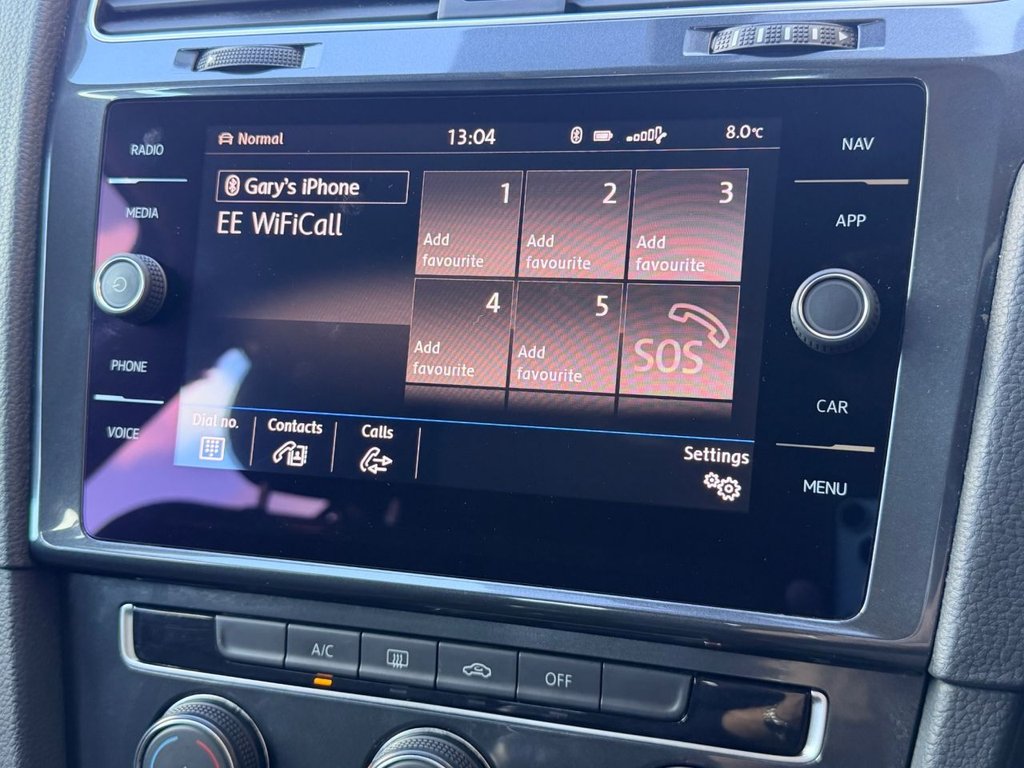 RADIO
MEDIA
PHONE
VOICE
Normal
13:04
8.0°C
Gary's iPhone
EE WiFiCall
1
Add
favourite
2
Add
favourite
3
Add
favourite
4
Add
favourite
5
Add
favourite
SOS
Dial no.
Contacts
Calls
Settings
NAV
APP
CAR
MENU
A/C
OFF